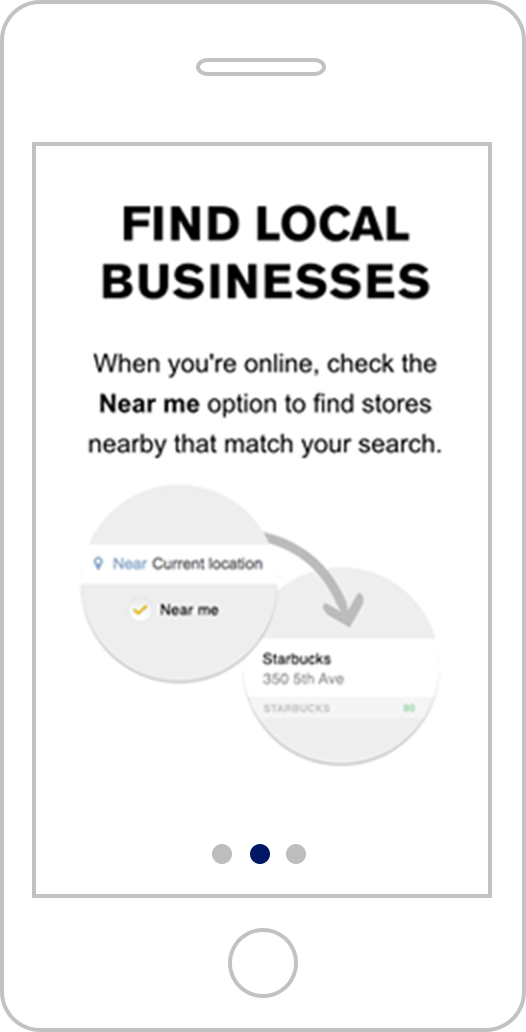 FIND LOCAL
BUSINESSES
When you're online, check the
Near me option to find stores
nearby that match your search.
Near Current location
Near me
Starbucks
350 5th Ave
STARBUCKS 90